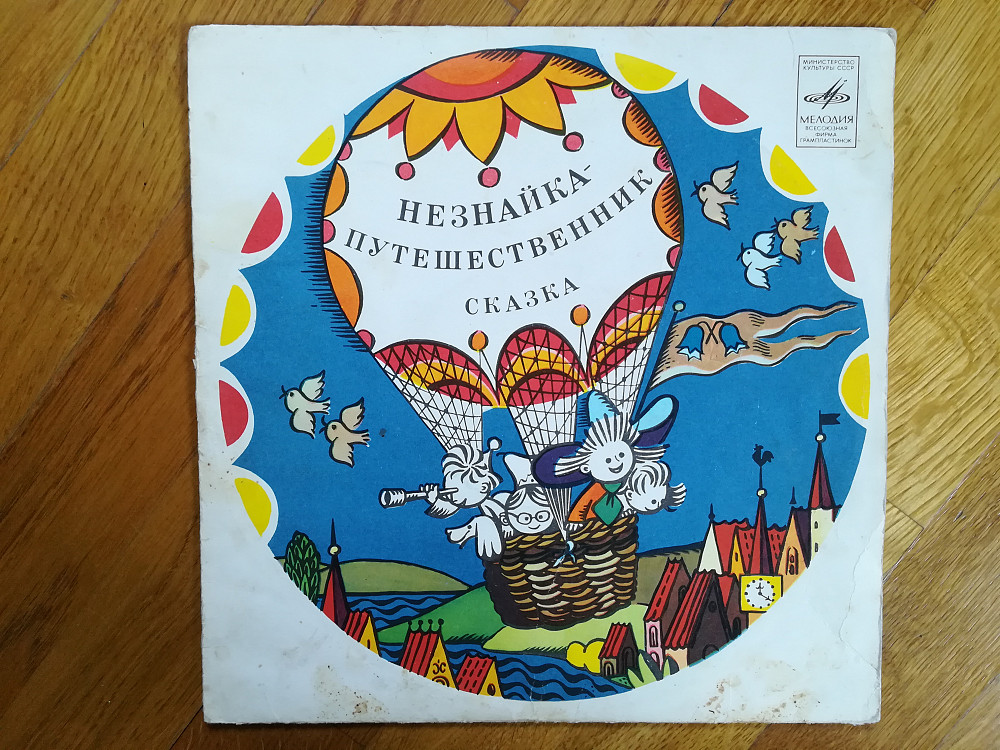 МИНИСТЕРСТВО
КУЛЬТУРЫ СССР
МЕЛОДИЯ
ВСЕСОЮЗНАЯ
ФИРМА
ГРАМПЛАСТИНОК
НЕЗНАЙКА-
ПУТЕШЕСТВЕННИК
СКАЗКА